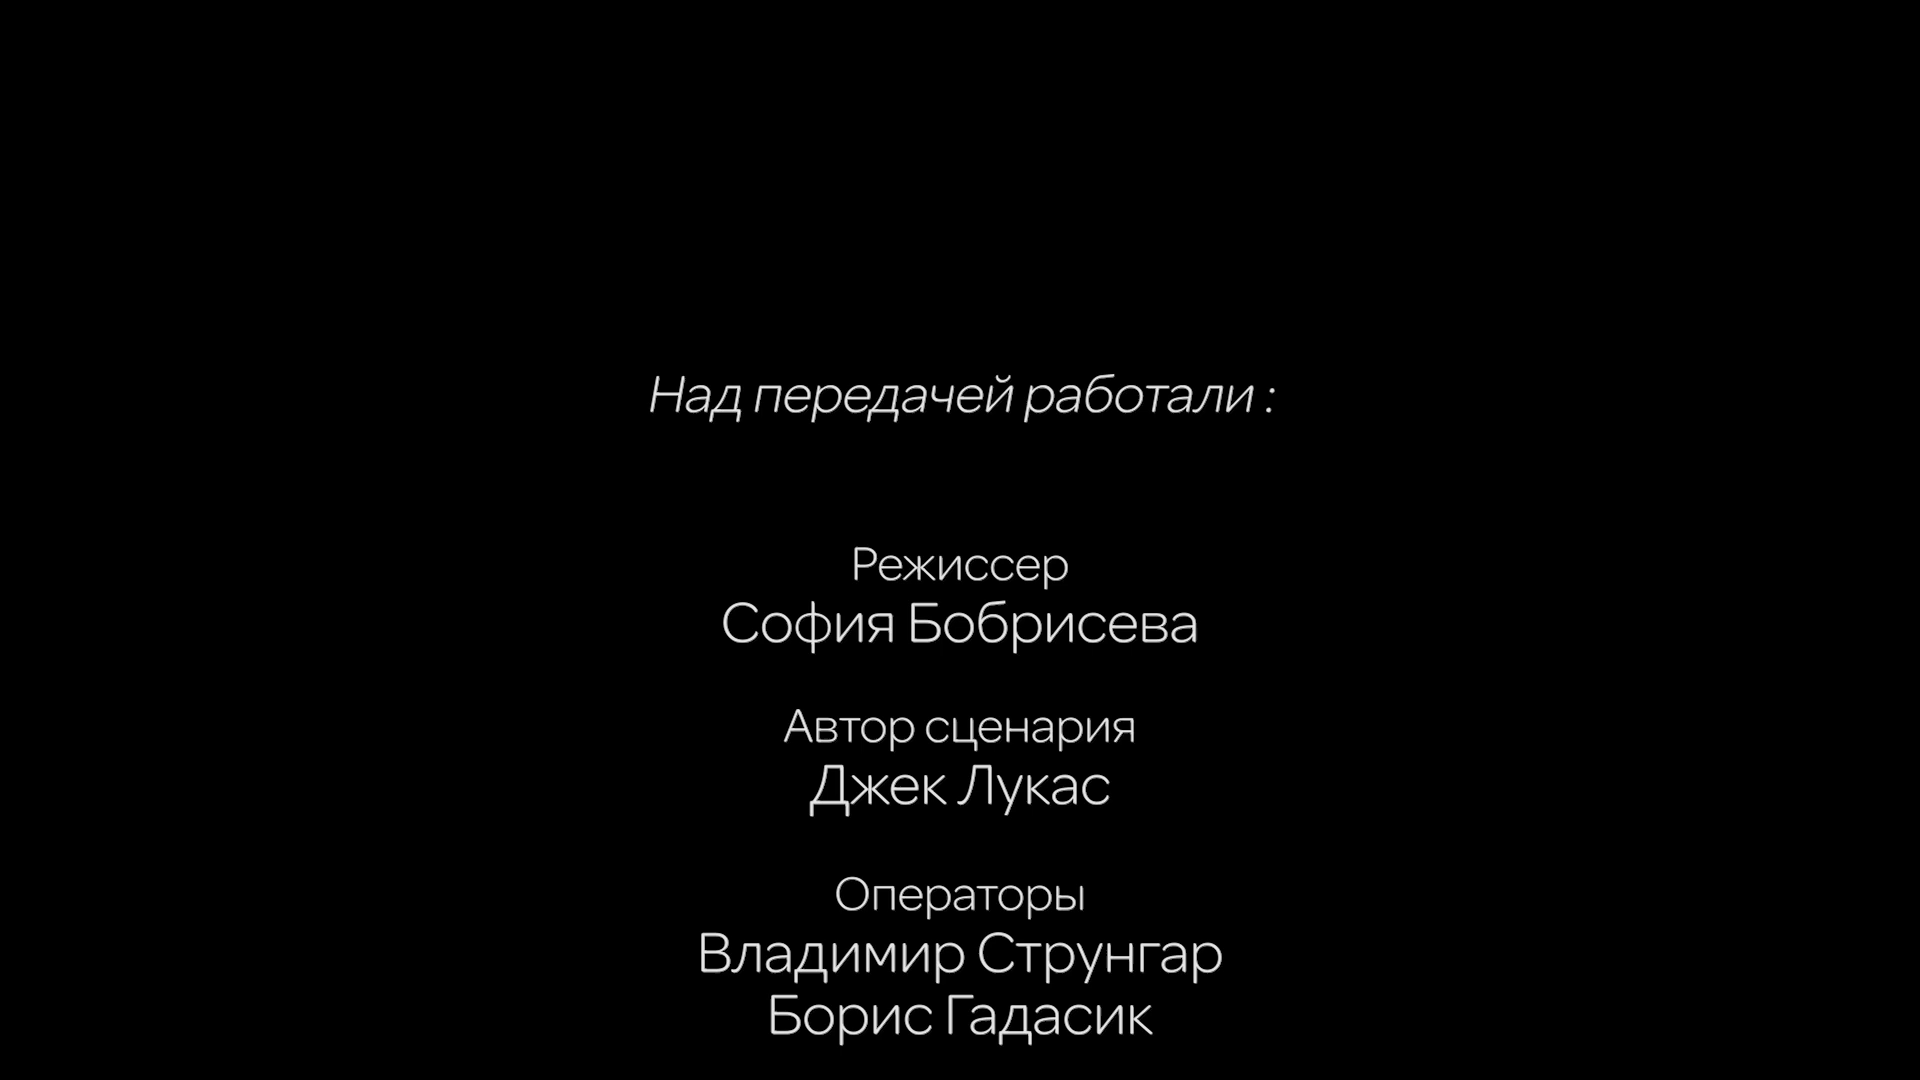 Над передачей работали :
Режиссер
София Бобрисева
Автор сценария
Джек Лукас
Операторы
Владимир Струнгар
Борис Гадасик